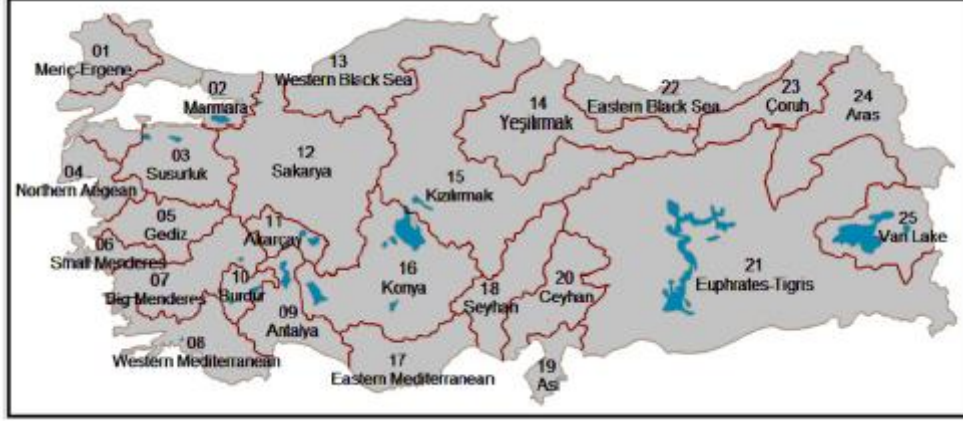 01
Meriç-Ergene
02
Marmara
03
Susurluk
04
Northern Aegean
05
Gediz
06
Small Menderes
07
Big Menderes
08
Western Mediterranean
09
Antalya
10
Burdur
11
Akarçay
12
Sakarya
13
Western Black Sea
14
Yeşilırmak
15
Kızılırmak
16
Konya
17
Eastern Mediterranean
18
Seyhan
19
Asi
20
Ceyhan
21
Euphrates-Tigris
22
Eastern Black Sea
23
Çoruh
24
Aras
25
Van Lake